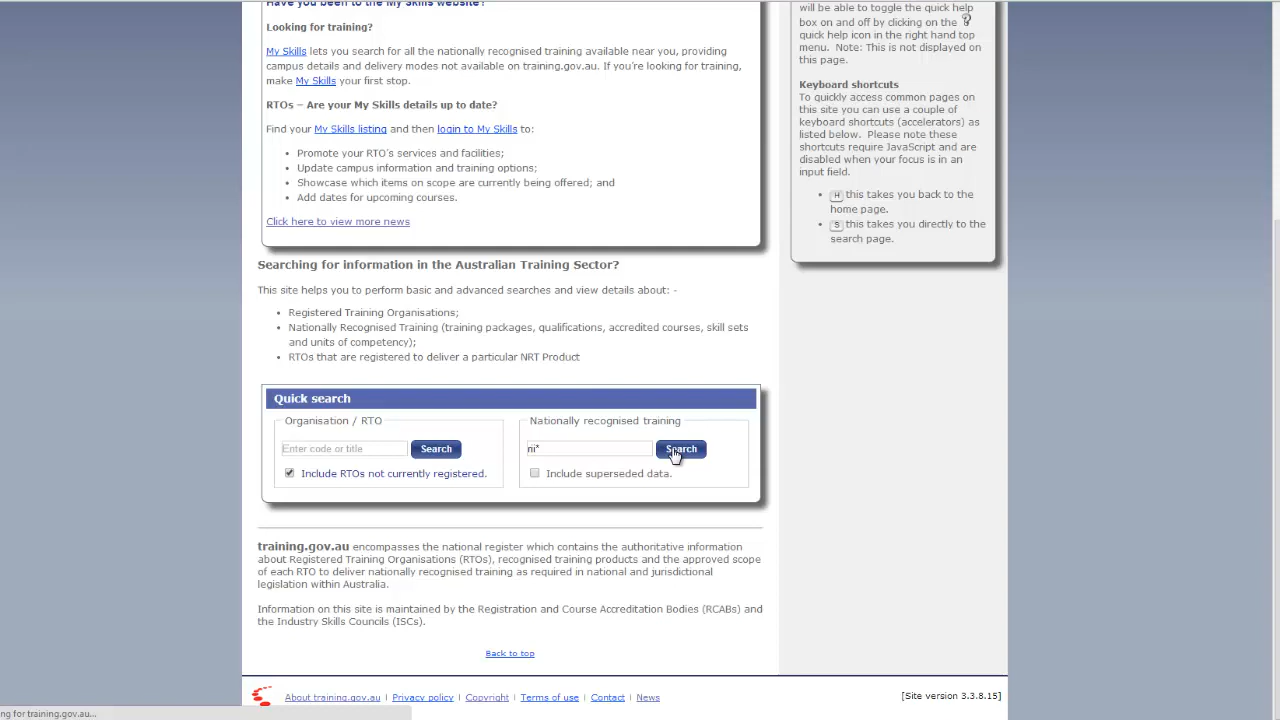 Have you been to the My Skills website?
will be able to toggle the quick help
box on and off by clicking on the
quick help icon in the right hand top
menu. Note: This is not displayed on
this page.
Looking for training?
My Skills lets you search for all the nationally recognised training available near you, providing
campus details and delivery modes not available on training.gov.au. If you're looking for training,
make My Skills your first stop.
RTOs – Are your My Skills details up to date?
Find your My Skills listing and then login to My Skills to:
• Promote your RTO's services and facilities;
• Update campus information and training options;
• Showcase which items on scope are currently being offered; and
• Add dates for upcoming courses.
Click here to view more news
Keyboard shortcuts
To quickly access common pages on
this site you can use a couple of
keyboard shortcuts (accelerators) as
listed below. Please note these
shortcuts require JavaScript and are
disabled when your focus is in an
input field.
• H this takes you back to the
home page.
• S this takes you directly to the
search page.
Searching for information in the Australian Training Sector?
This site helps you to perform basic and advanced searches and view details about: -
• Registered Training Organisations;
• Nationally Recognised Training (training packages, qualifications, accredited courses, skill sets
and units of competency);
• RTOs that are registered to deliver a particular NRT Product
Quick search
Organisation / RTO
Enter code or title Search
Include RTOs not currently registered.
Nationally recognised training
rii* Search
Include superseded data.
training.gov.au encompasses the national register which contains the authoritative information
about Registered Training Organisations (RTOs), recognised training products and the approved scope
of each RTO to deliver nationally recognised training as required in national and jurisdictional
legislation within Australia.
Information on this site is maintained by the Registration and Course Accreditation Bodies (RCABs) and
the Industry Skills Councils (ISCs).
Back to top
About training.gov.au | Privacy policy | Copyright | Terms of use | Contact | News
[Site version 3.3.8.15]
ng for training.gov.au...